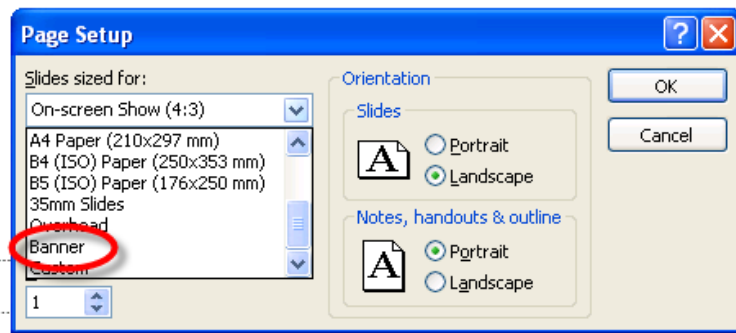 Page Setup
Slides sized for:
On-screen Show (4:3)
A4 Paper (210x297 mm)
B4 (ISO) Paper (250x353 mm)
B5 (ISO) Paper (176x250 mm)
35mm Slides
Overhead
Banner
Custom
1
Orientation
Slides
A
Portrait
Landscape
Notes, handouts & outline
A
Portrait
Landscape
OK
Cancel